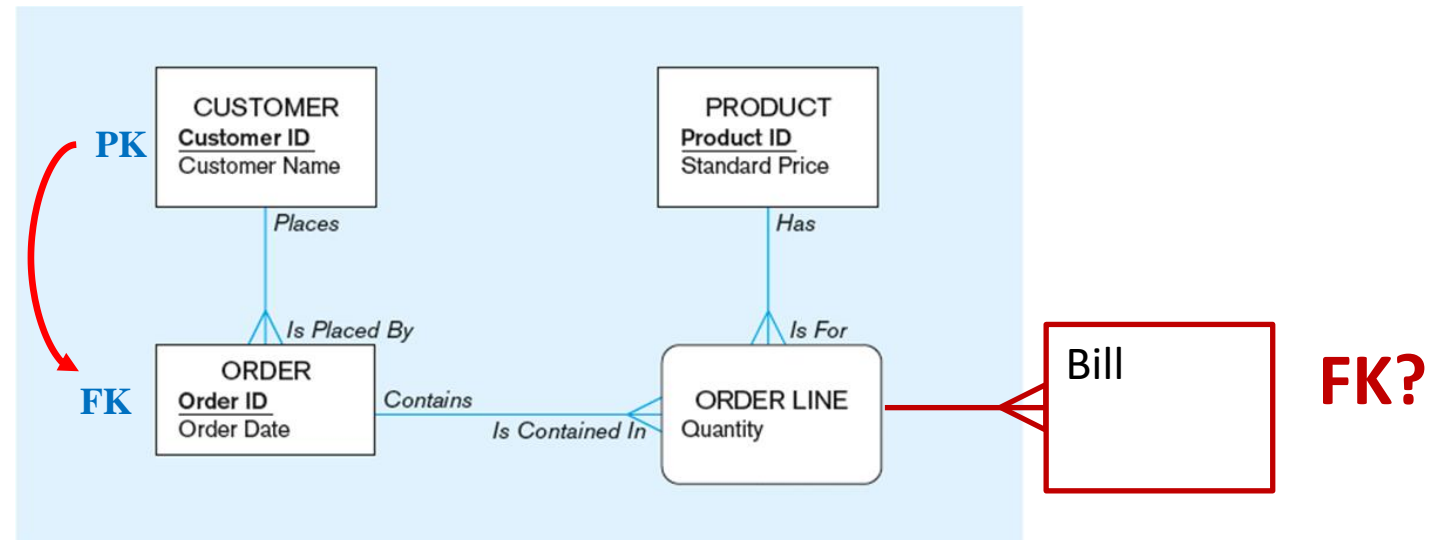 CUSTOMER
PK
Customer ID
Customer Name
PRODUCT
Product ID
Standard Price
Places
Has
Is Placed By
Is For
ORDER
FK
Order ID
Order Date
Contains
Is Contained In
ORDER LINE
Quantity
Bill
FK?